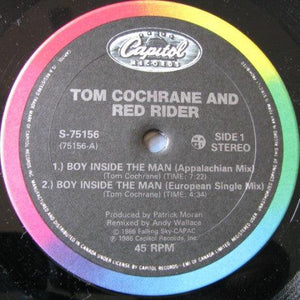 Capitol
RECORDS
TOM COCHRANE AND
RED RIDER
S-75156
(75156-A)
SIDE 1
STEREO
1.) BOY INSIDE THE MAN (Appalachian Mix)
(Tom Cochrane) (TIME: 7:22)
2.) BOY INSIDE THE MAN (European Single Mix)
(Tom Cochrane) (TIME: 4:34)
Produced by Patrick Moran
Remixed by Andy Wallace
© 1986 Falling Sky-CAPAC
℗ 1986 Capitol Records, Inc.
45 RPM